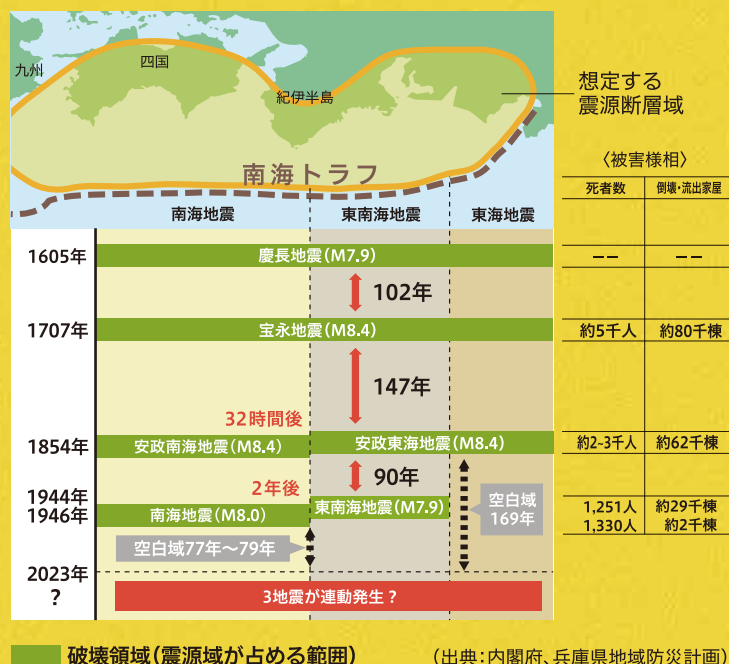 九州
四国
紀伊半島
想定する
震源断層域
南海トラフ
南海地震
東南海地震
東海地震
〈被害様相〉
死者数
倒壊・流出家屋
1605年
慶長地震(M7.9)
−−
−−
102年
1707年
宝永地震(M8.4)
約5千人
約80千棟
147年
32時間後
1854年
安政南海地震(M8.4)
安政東海地震(M8.4)
約2~3千人
約62千棟
90年
2年後
1944年
東南海地震(M7.9)
1,251人
約29千棟
1946年
南海地震(M8.0)
1,330人
約2千棟
空白域
169年
空白域77年～79年
2023年
?
3地震が連動発生?
破壊領域(震源域が占める範囲)
(出典:内閣府、兵庫県地域防災計画)